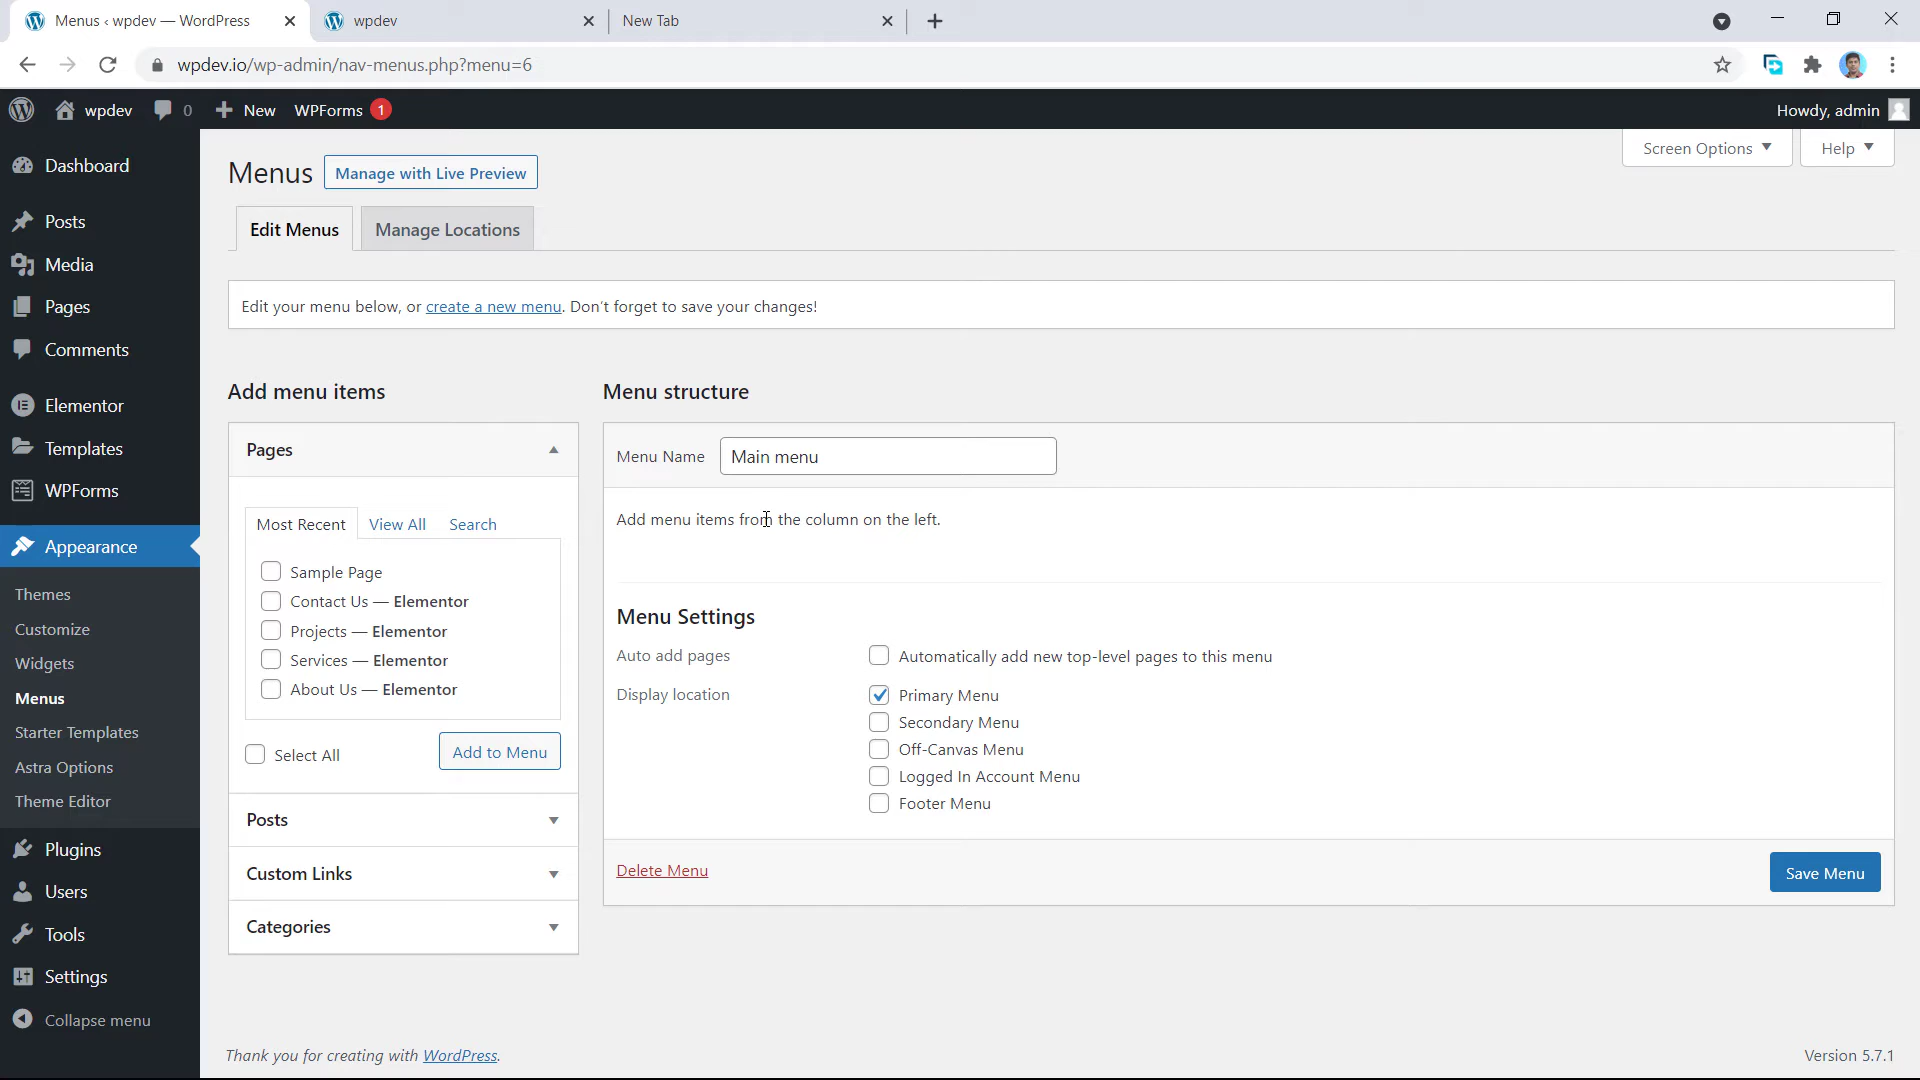 Menus ‹ wpdev — WordPress
wpdev
New Tab
wpdev.io/wp-admin/nav-menus.php?menu=6
wpdev
0
New
WPForms 1
Howdy, admin
Dashboard
Posts
Media
Pages
Comments
Elementor
Templates
WPForms
Appearance
Themes
Customize
Widgets
Menus
Starter Templates
Astra Options
Theme Editor
Plugins
Users
Tools
Settings
Collapse menu
Screen Options
Help
Menus
Manage with Live Preview
Edit Menus
Manage Locations
Edit your menu below, or create a new menu. Don’t forget to save your changes!
Add menu items
Pages
Most Recent
View All
Search
Sample Page
Contact Us — Elementor
Projects — Elementor
Services — Elementor
About Us — Elementor
Select All
Add to Menu
Posts
Custom Links
Categories
Menu structure
Menu Name
Main menu
Add menu items from the column on the left.
Menu Settings
Auto add pages
Automatically add new top-level pages to this menu
Display location
Primary Menu
Secondary Menu
Off-Canvas Menu
Logged In Account Menu
Footer Menu
Delete Menu
Save Menu
Thank you for creating with WordPress.
Version 5.7.1